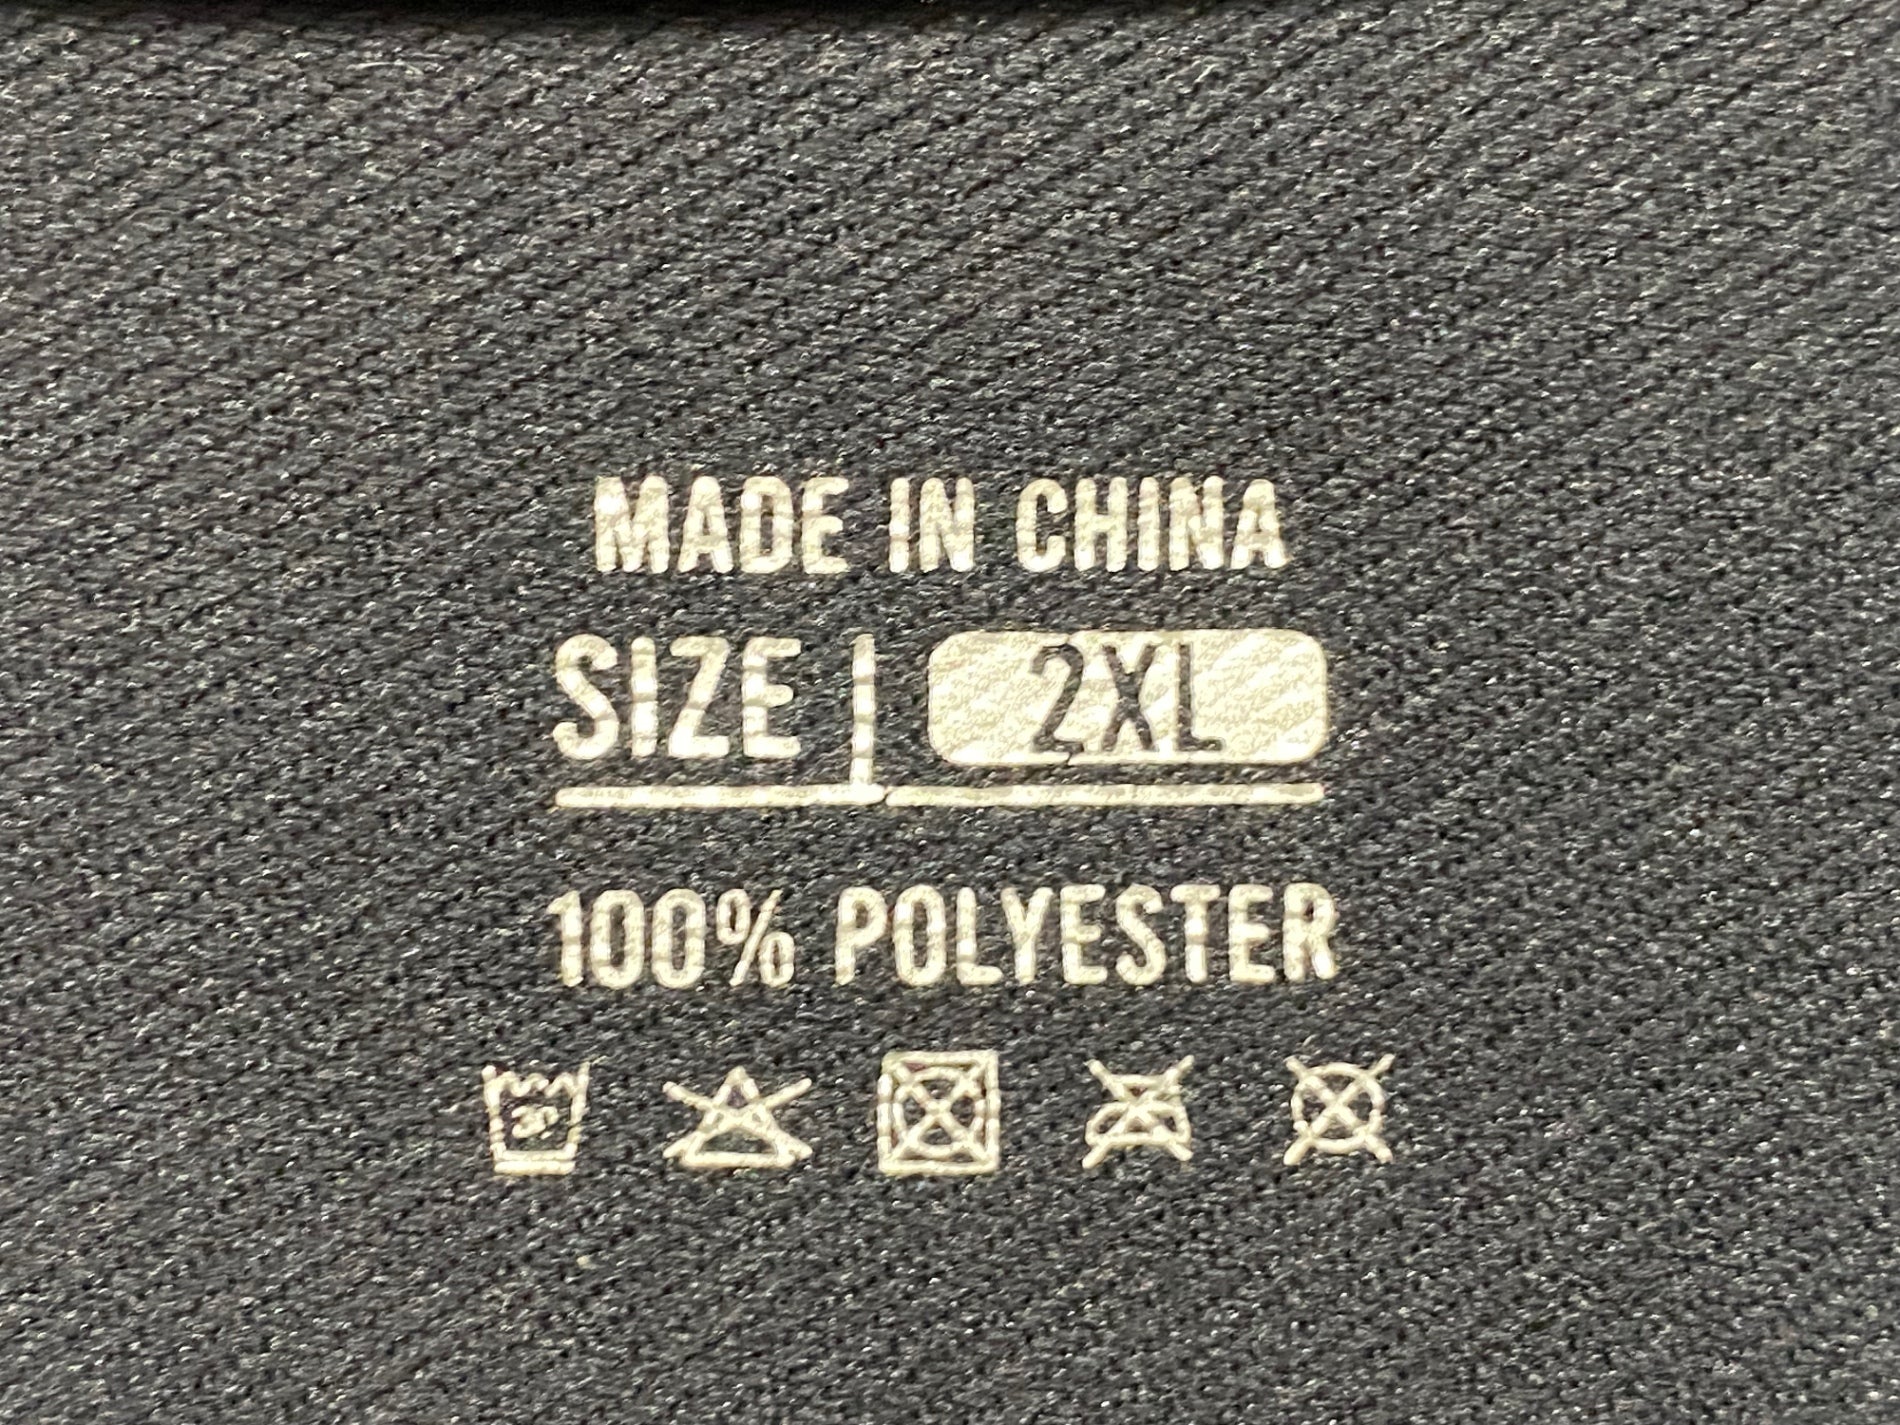 MADE IN CHINA
SIZE 2XL
100% POLYESTER